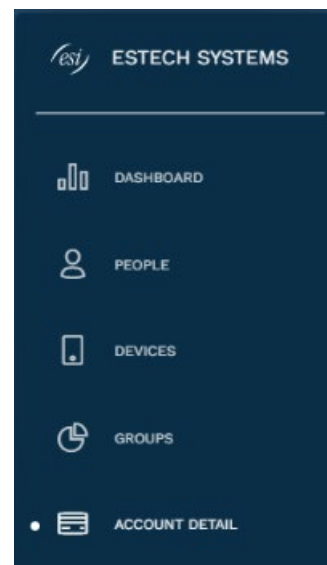 esi ESTECH SYSTEMS
DASHBOARD
PEOPLE
DEVICES
GROUPS
ACCOUNT DETAIL